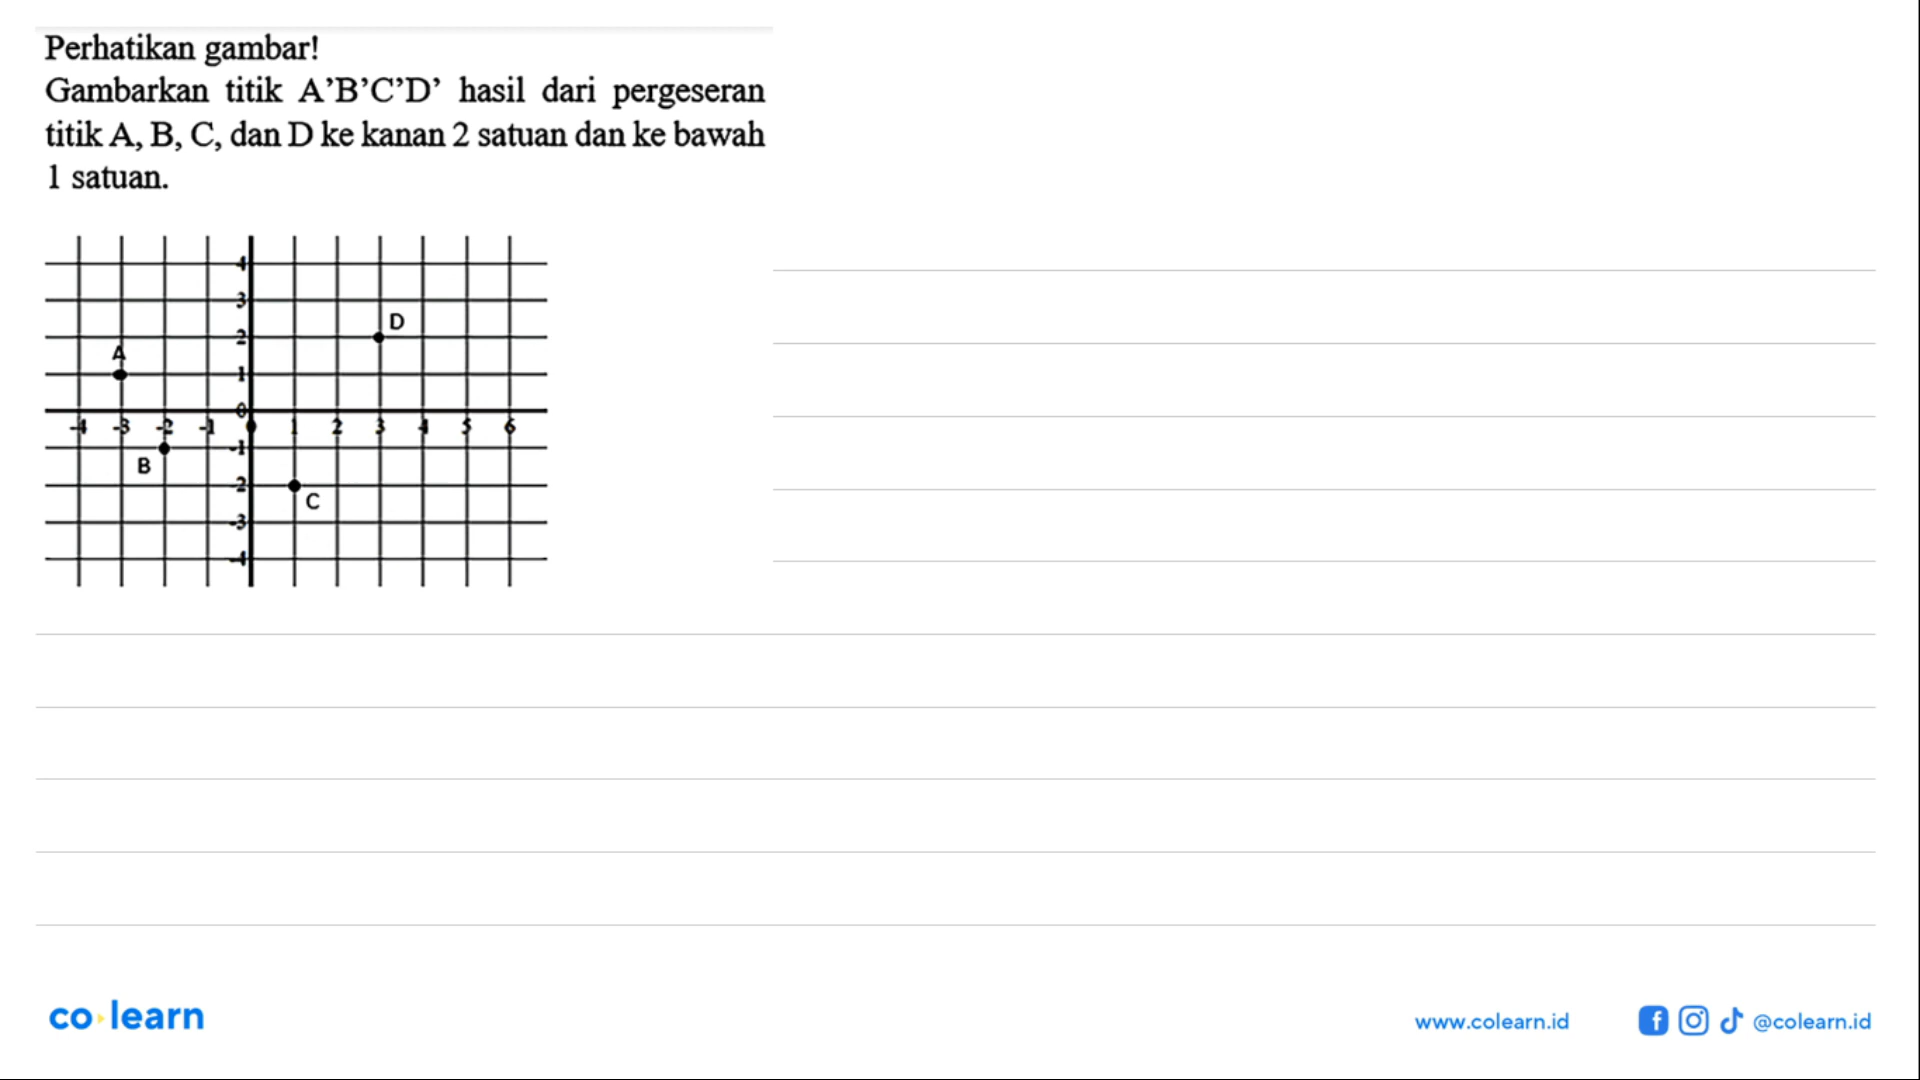 Perhatikan gambar!
Gambarkan titik A’B’C’D’ hasil dari pergeseran
titik A, B, C, dan D ke kanan 2 satuan dan ke bawah
1 satuan.
4
3
D
2
A
1
0
-4 -3 -2 -1 0 1 2 3 4 5 6
-1
B
-2
C
-3
-4
co learn
www.colearn.id
@colearn.id